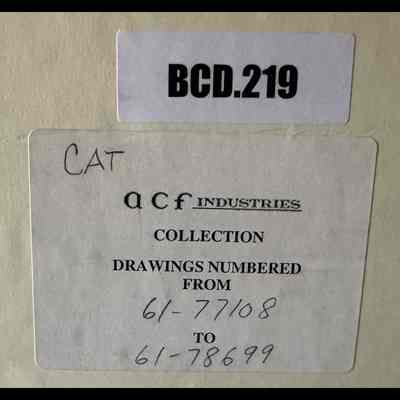 BCD.219
CAT
acf INDUSTRIES
COLLECTION
DRAWINGS NUMBERED
FROM
61-77108
TO
61-78699